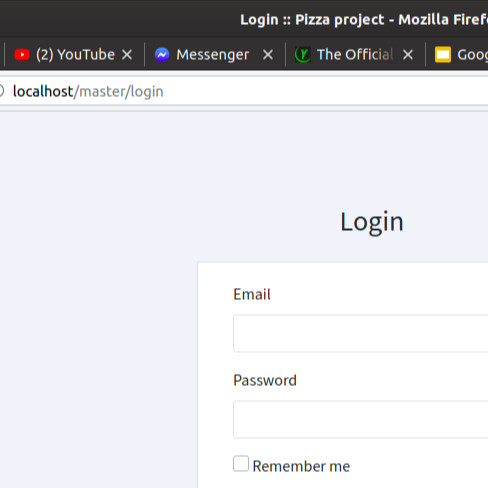 Login :: Pizza project - Mozilla Firef
(2) YouTube Messenger The Official Goog
localhost/master/login
Login
Email
Password
Remember me